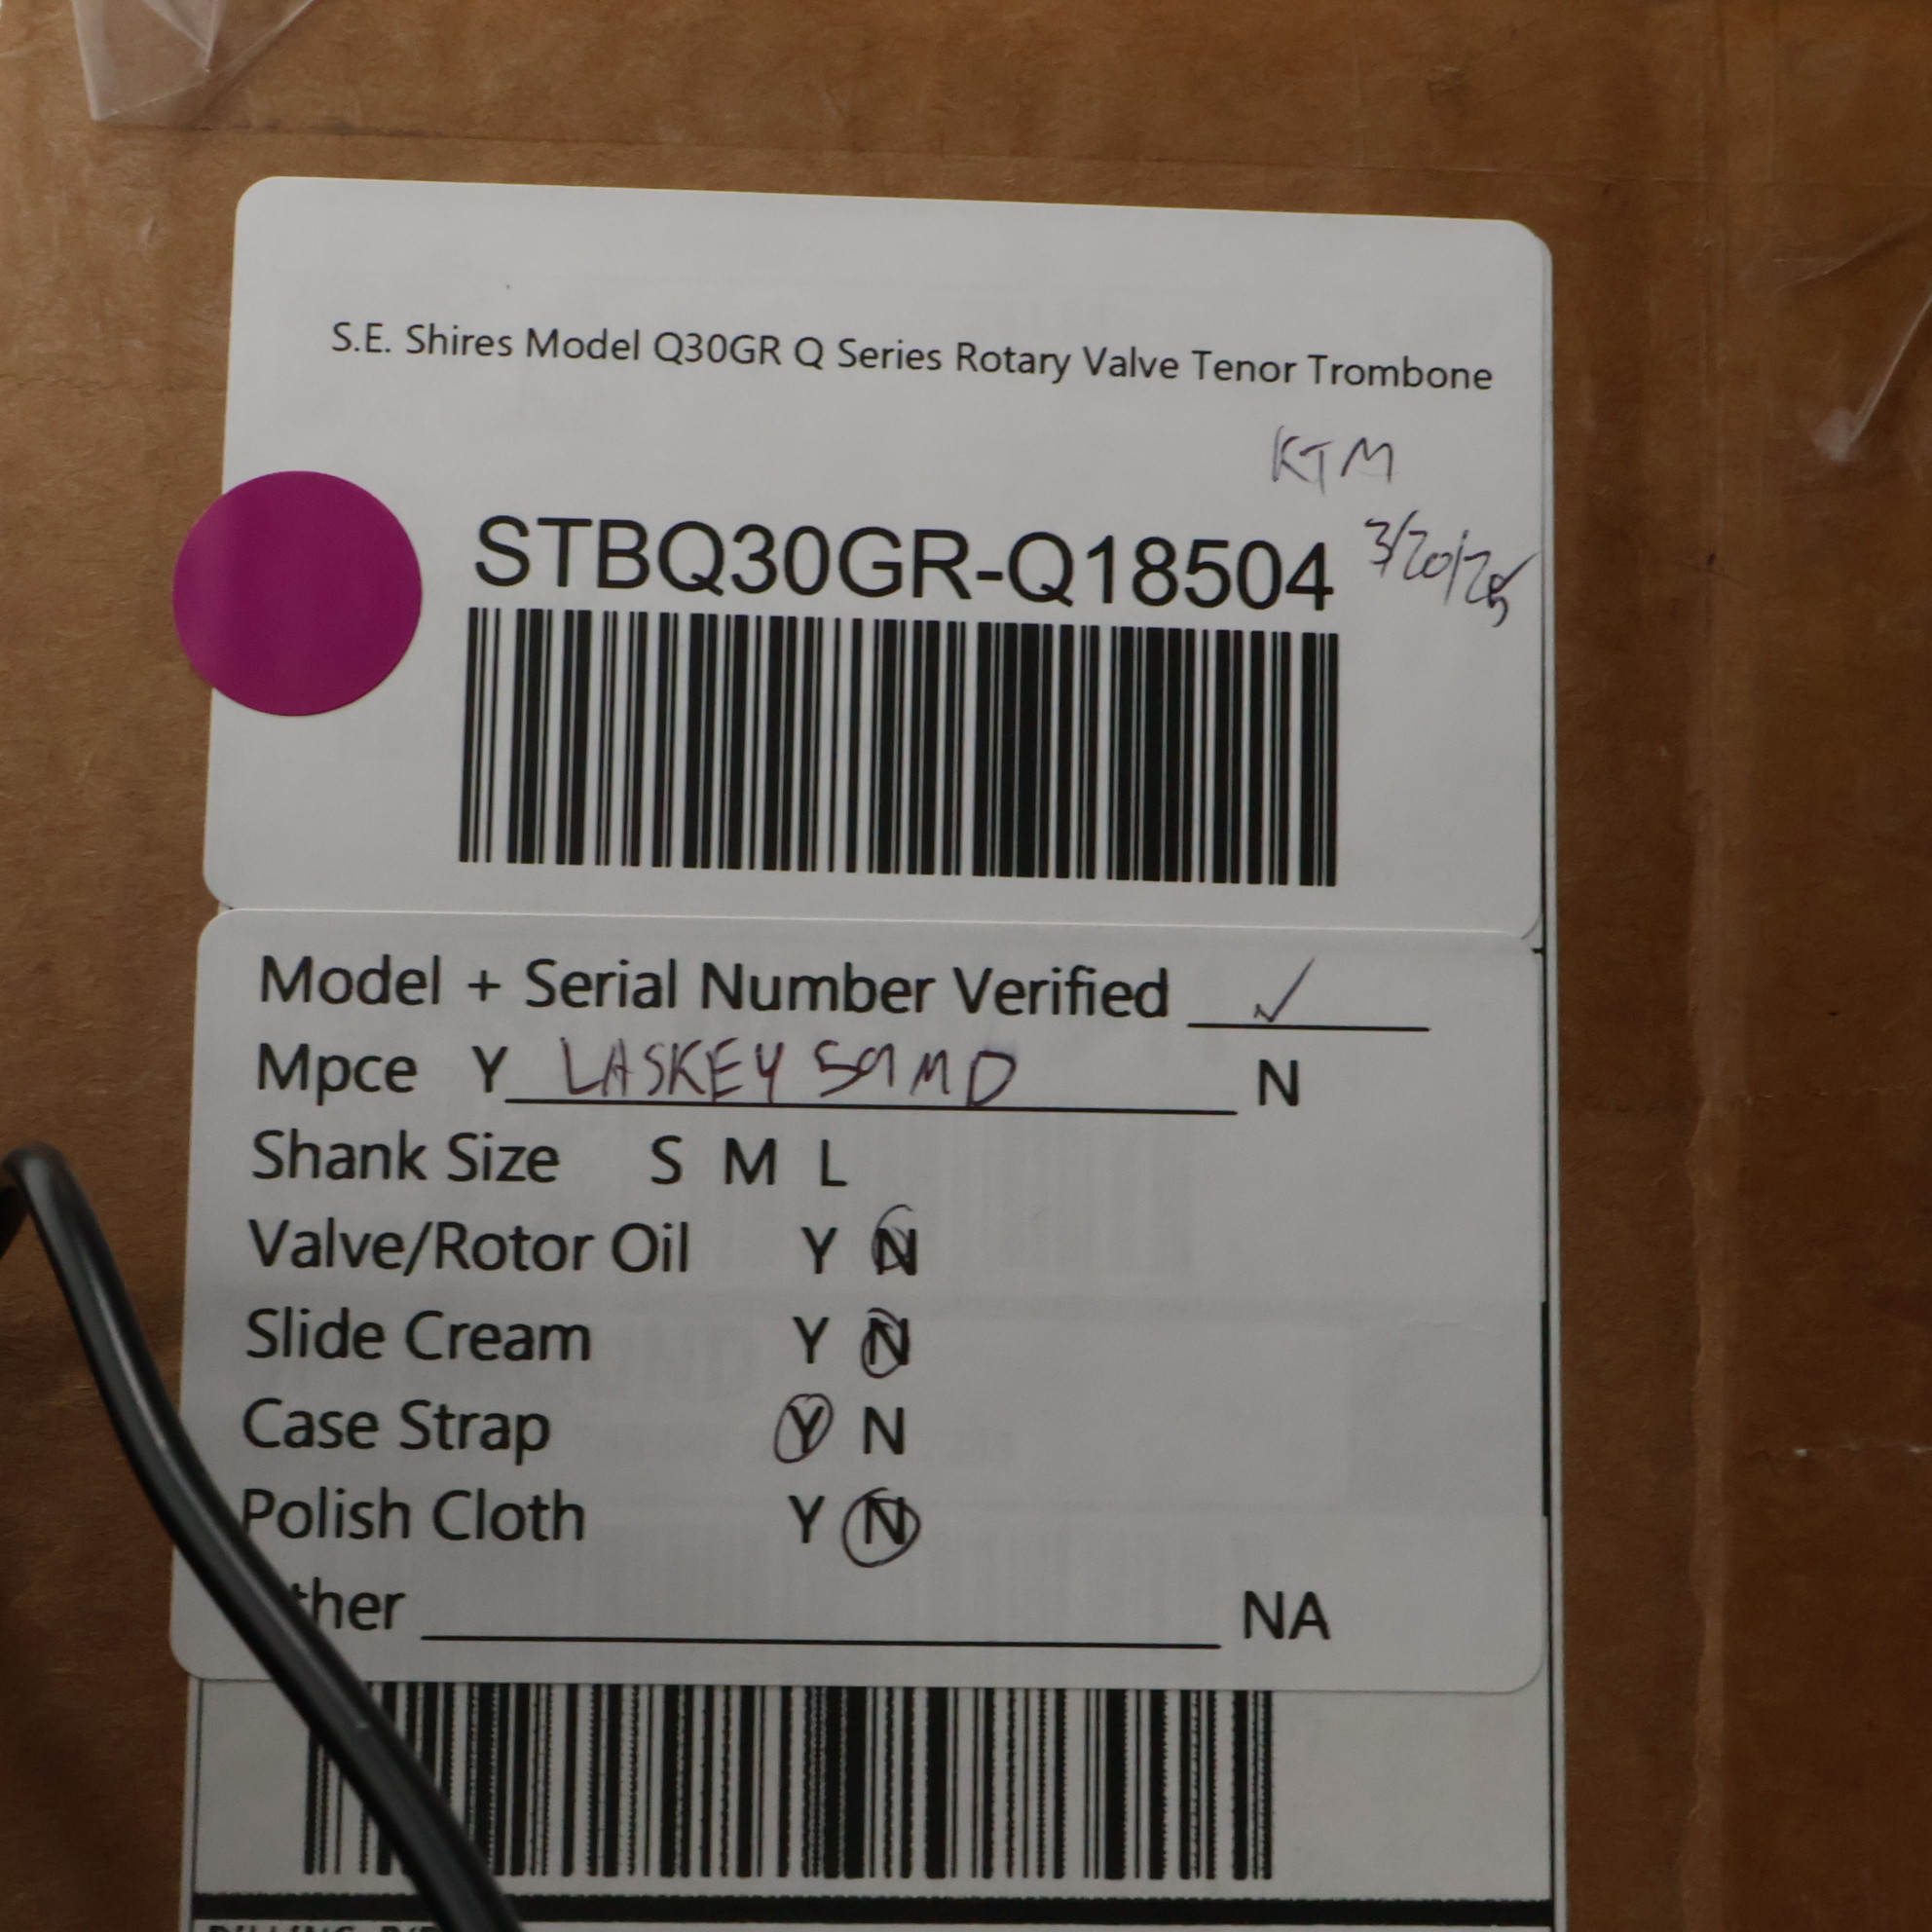 S.E. Shires Model Q30GR Q Series Rotary Valve Tenor Trombone
KTM
STBQ30GR-Q18504 3/20/25
Model + Serial Number Verified ✓
Mpce Y LASKEY 59MD N
Shank Size S M L
Valve/Rotor Oil Y N
Slide Cream Y N
Case Strap Y N
Polish Cloth Y N
ther NA